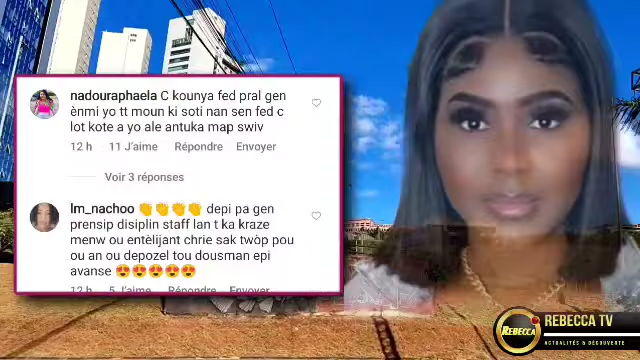 nadouraphaela C kounya fed pral gen
ènmi yo tt moun ki soti nan sen fed c
lot kote a yo ale antuka map swiv
12 h 11 J'aime Répondre Envoyer
Voir 3 réponses
lm_nachoo 👏👏👏👏 depi pa gen
prensip disiplin staff lan t ka kraze
menw ou entèlijant chrie sak twòp pou
ou an ou depozel tou dousman epi
avanse 😍😍😍😍😍
12 h 5 J'aime Répondre Envoyer
REBECCA
REBECCA TV
ACTUALITÉS & DÉCOUVERTE